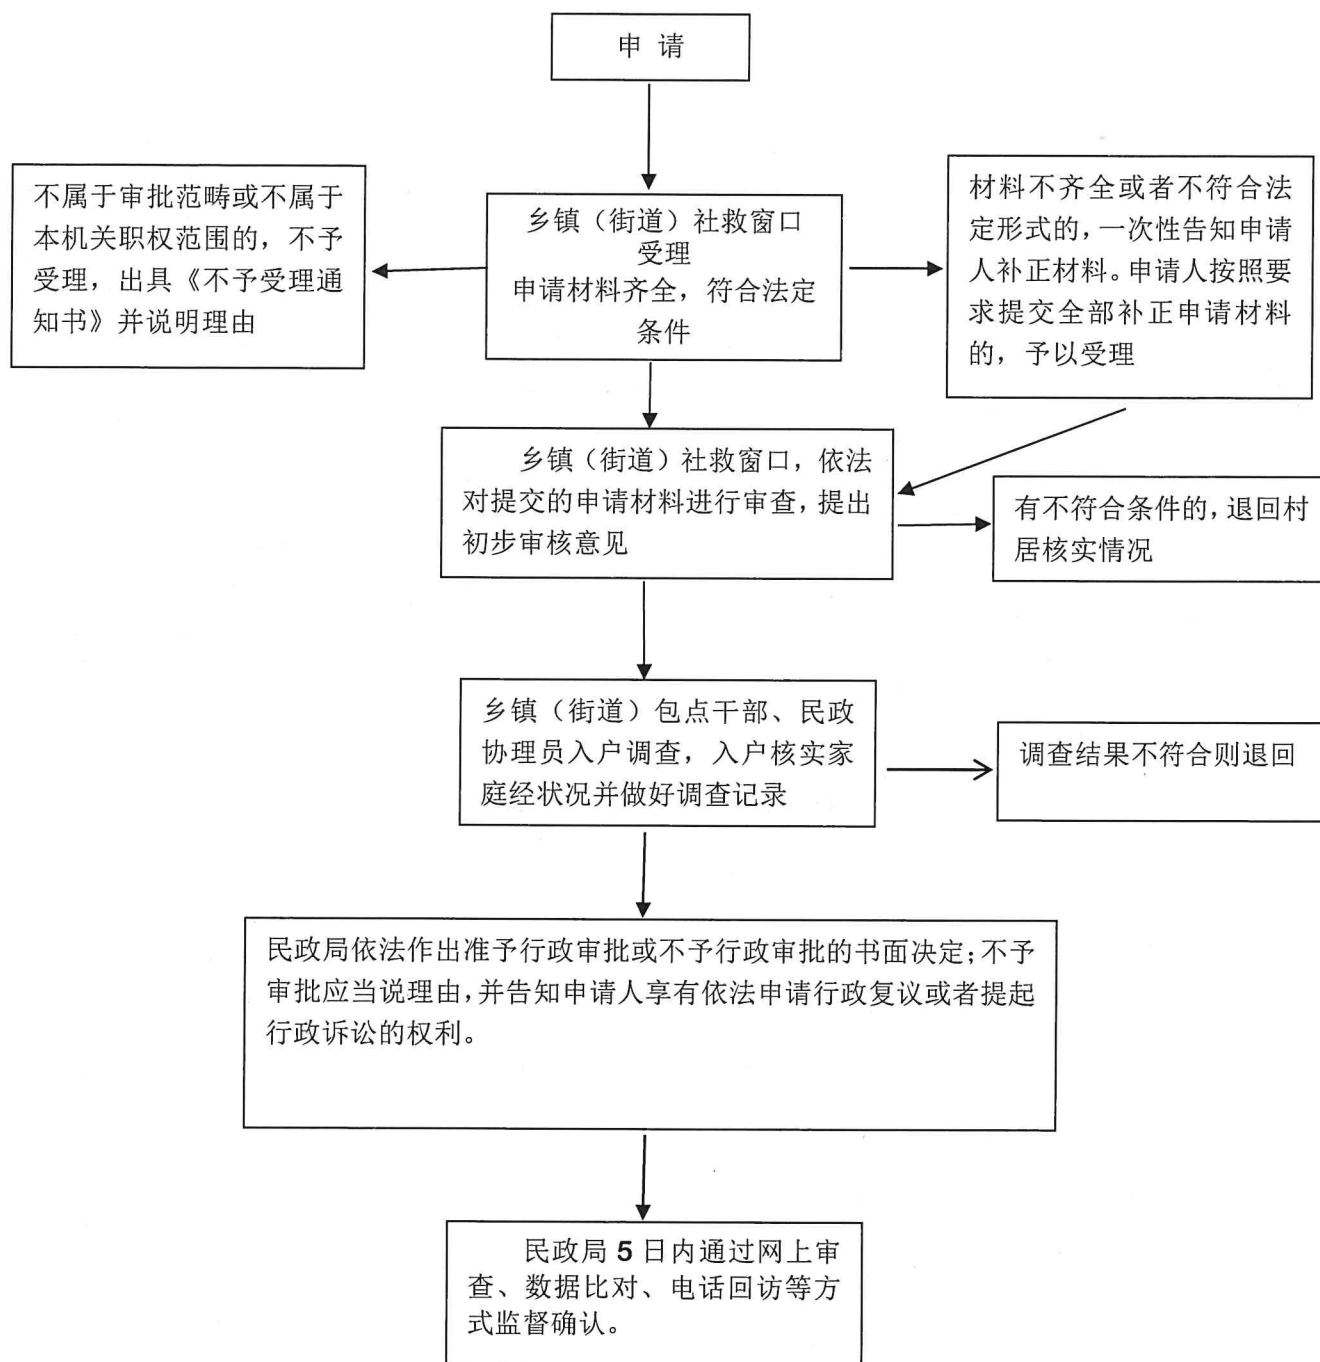 申 请
不属于审批范畴或不属于
本机关职权范围的，不予
受理，出具《不予受理通
知书》并说明理由
乡镇（街道）社救窗口
受理
申请材料齐全，符合法定
条件
材料不齐全或者不符合法
定形式的，一次性告知申请
人补正材料。申请人按照要
求提交全部补正申请材料
的，予以受理
乡镇（街道）社救窗口，依法
对提交的申请材料进行审查，提出
初步审核意见
有不符合条件的，退回村
居核实情况
乡镇（街道）包点干部、民政
协理员入户调查，入户核实家
庭经状况并做好调查记录
调查结果不符合则退回
民政局依法作出准予行政审批或不予行政审批的书面决定；不予
审批应当说理由，并告知申请人享有依法申请行政复议或者提起
行政诉讼的权利。
民政局 5 日内通过网上审
查、数据比对、电话回访等方
式监督确认。